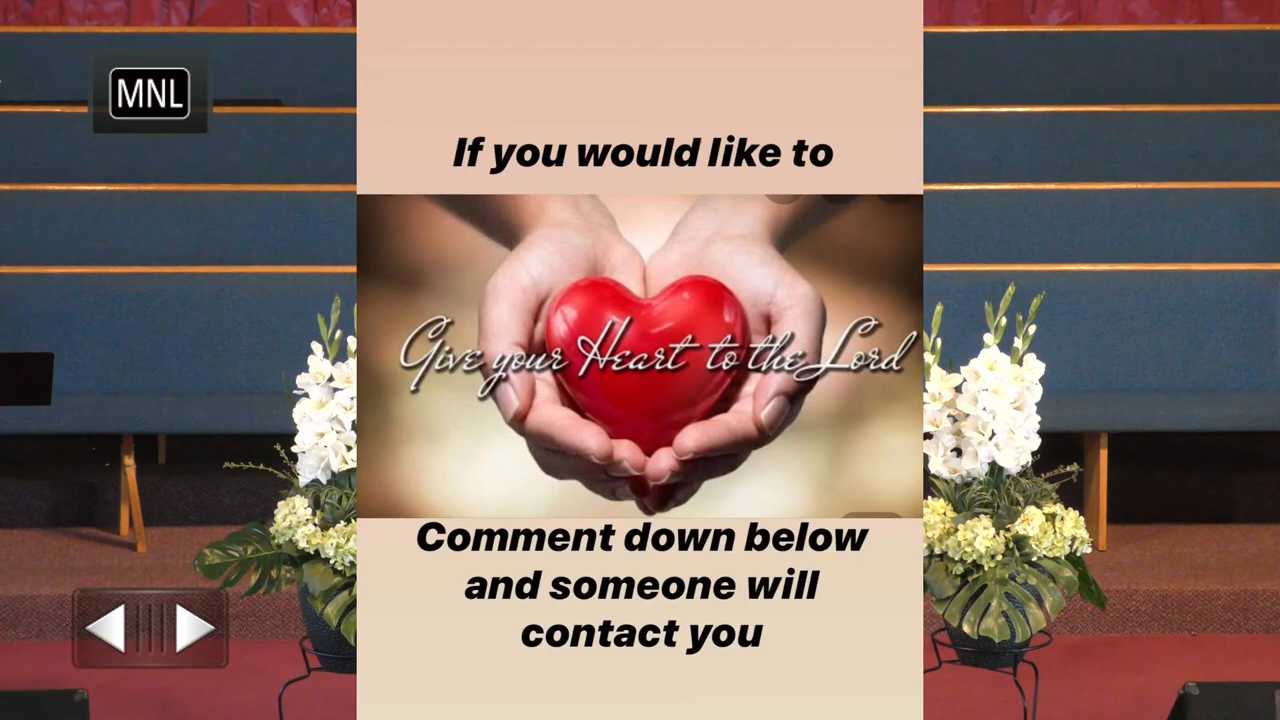 MNL
If you would like to
Give your Heart to the Lord
Comment down below
and someone will
contact you